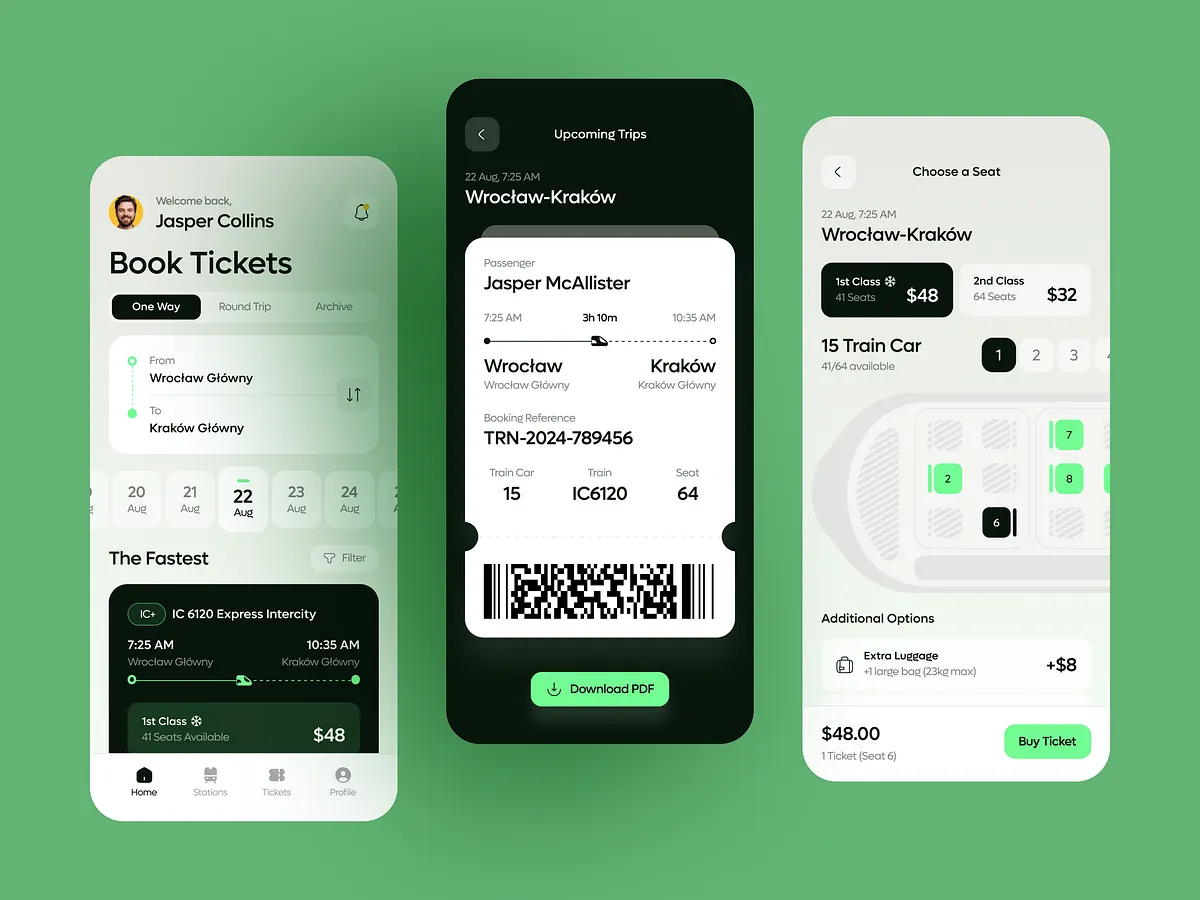 Welcome back,
Jasper Collins
Book Tickets
One Way
Round Trip
Archive
From
Wrocław Główny
To
Kraków Główny
20
Aug
21
Aug
22
Aug
23
Aug
24
Aug
The Fastest
Filter
IC+
IC 6120 Express Intercity
7:25 AM
10:35 AM
Wrocław Główny
Kraków Główny
1st Class
41 Seats Available
$48
Home
Stations
Tickets
Profile
Upcoming Trips
22 Aug, 7:25 AM
Wrocław-Kraków
Passenger
Jasper McAllister
7:25 AM
3h 10m
10:35 AM
Wrocław
Kraków
Wrocław Główny
Kraków Główny
Booking Reference
TRN-2024-789456
Train Car
Train
Seat
15
IC6120
64
Download PDF
Choose a Seat
22 Aug, 7:25 AM
Wrocław-Kraków
1st Class
41 Seats
$48
2nd Class
64 Seats
$32
15 Train Car
41/64 available
1
2
3
7
2
8
6
Additional Options
Extra Luggage
+1 large bag (23kg max)
+$8
$48.00
1 Ticket (Seat 6)
Buy Ticket